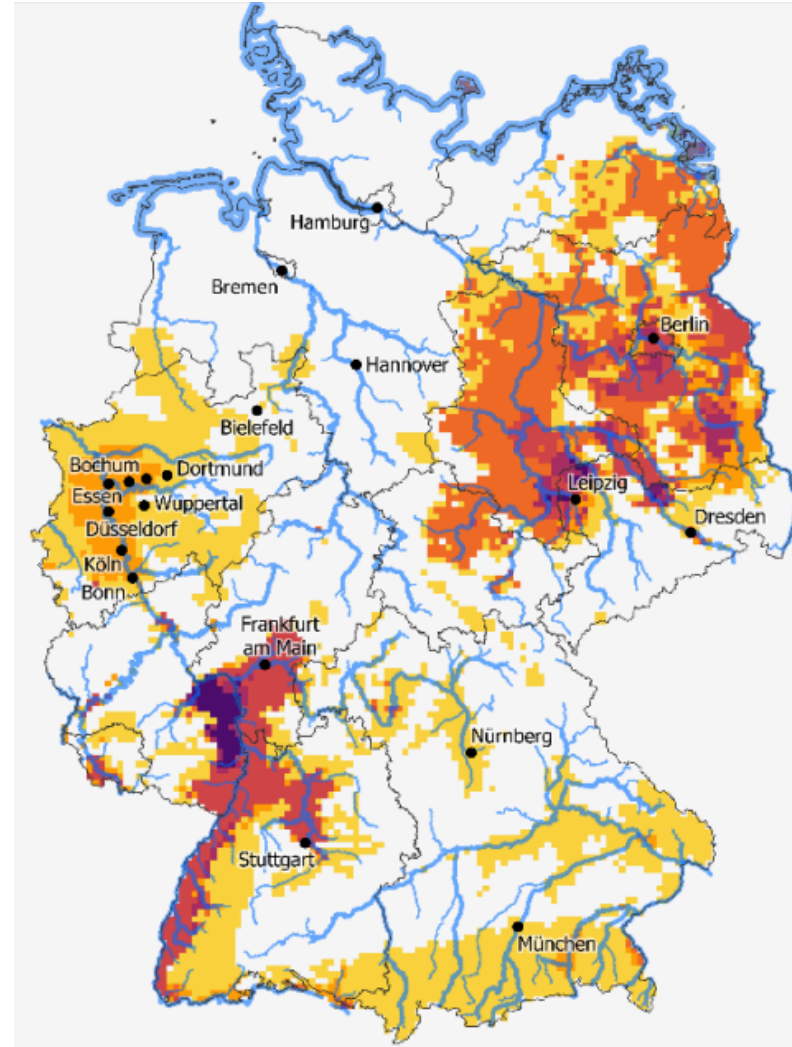 Hamburg
Bremen
Berlin
Hannover
Bielefeld
Bochum
Dortmund
Essen
Wuppertal
Leipzig
Düsseldorf
Dresden
Köln
Bonn
Frankfurt
am Main
Nürnberg
Stuttgart
München